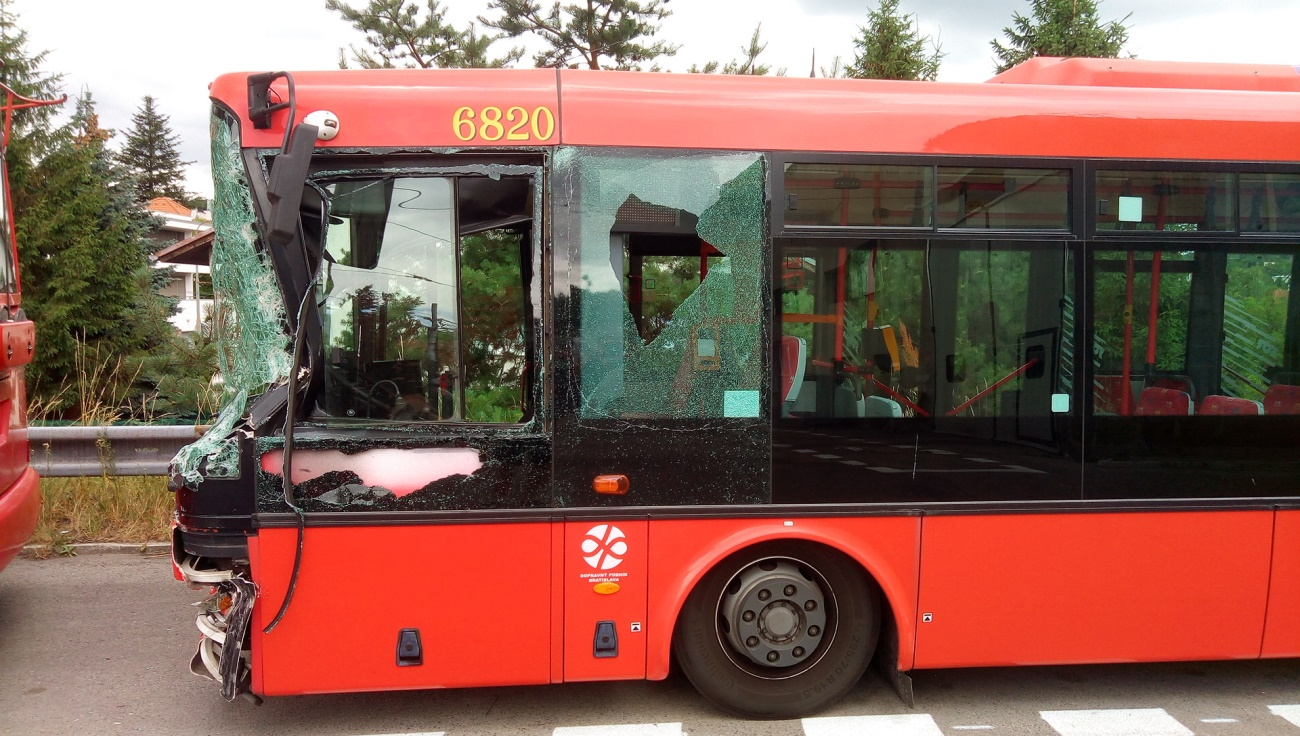 6820
DOPRAVNÝ PODNIK
BRATISLAVA